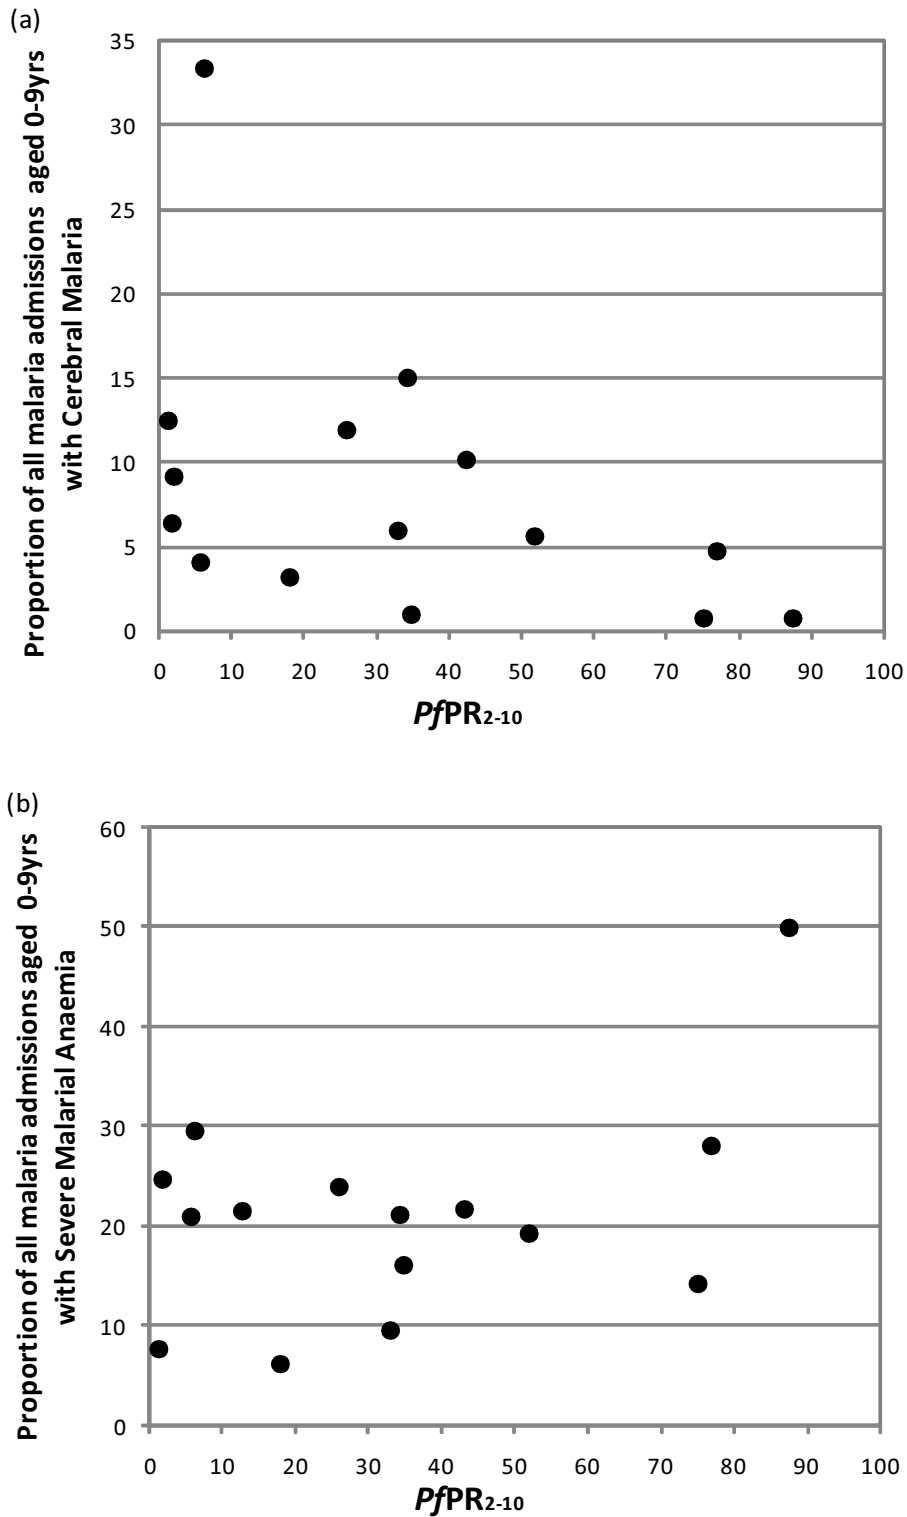 (a)
Proportion of all malaria admissions aged 0-9yrs
with Cerebral Malaria
35
30
25
20
15
10
5
0
0 10 20 30 40 50 60 70 80 90 100
PfPR2-10
(b)
Proportion of all malaria admissions aged 0-9yrs
with Severe Malarial Anaemia
60
50
40
30
20
10
0
0 10 20 30 40 50 60 70 80 90 100
PfPR2-10